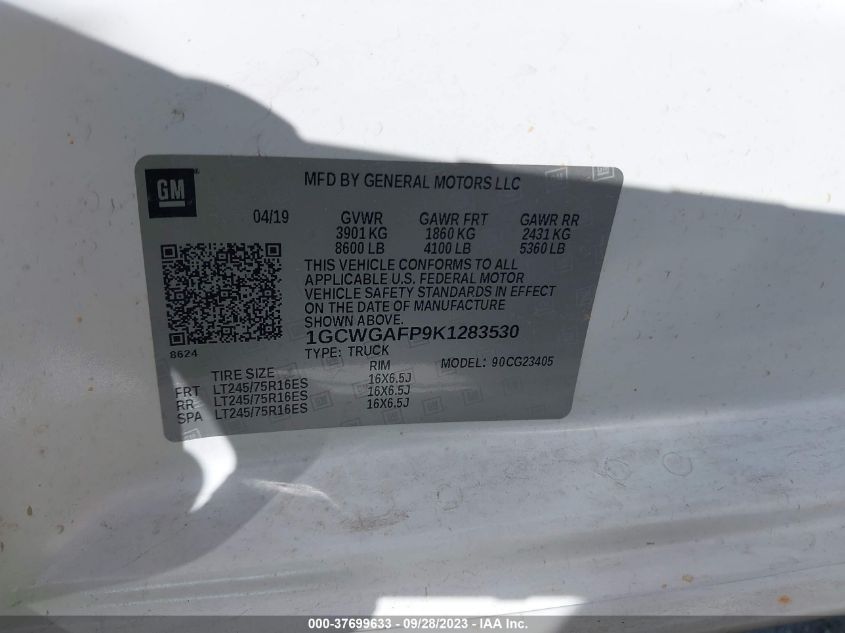 GM
MFD BY GENERAL MOTORS LLC
04/19 GVWR GAWR FRT GAWR RR
3901 KG 1860 KG 2431 KG
8600 LB 4100 LB 5360 LB
THIS VEHICLE CONFORMS TO ALL
APPLICABLE U.S. FEDERAL MOTOR
VEHICLE SAFETY STANDARDS IN EFFECT
ON THE DATE OF MANUFACTURE
SHOWN ABOVE.
1GCWGAFP9K1283530
8624 TYPE: TRUCK MODEL: 90CG23405
TIRE SIZE RIM
FRT LT245/75R16ES 16X6.5J
RR- LT245/75R16ES 16X6.5J
SPA LT245/75R16ES 16X6.5J
000-37699633 - 09/28/2023 - IAA Inc.